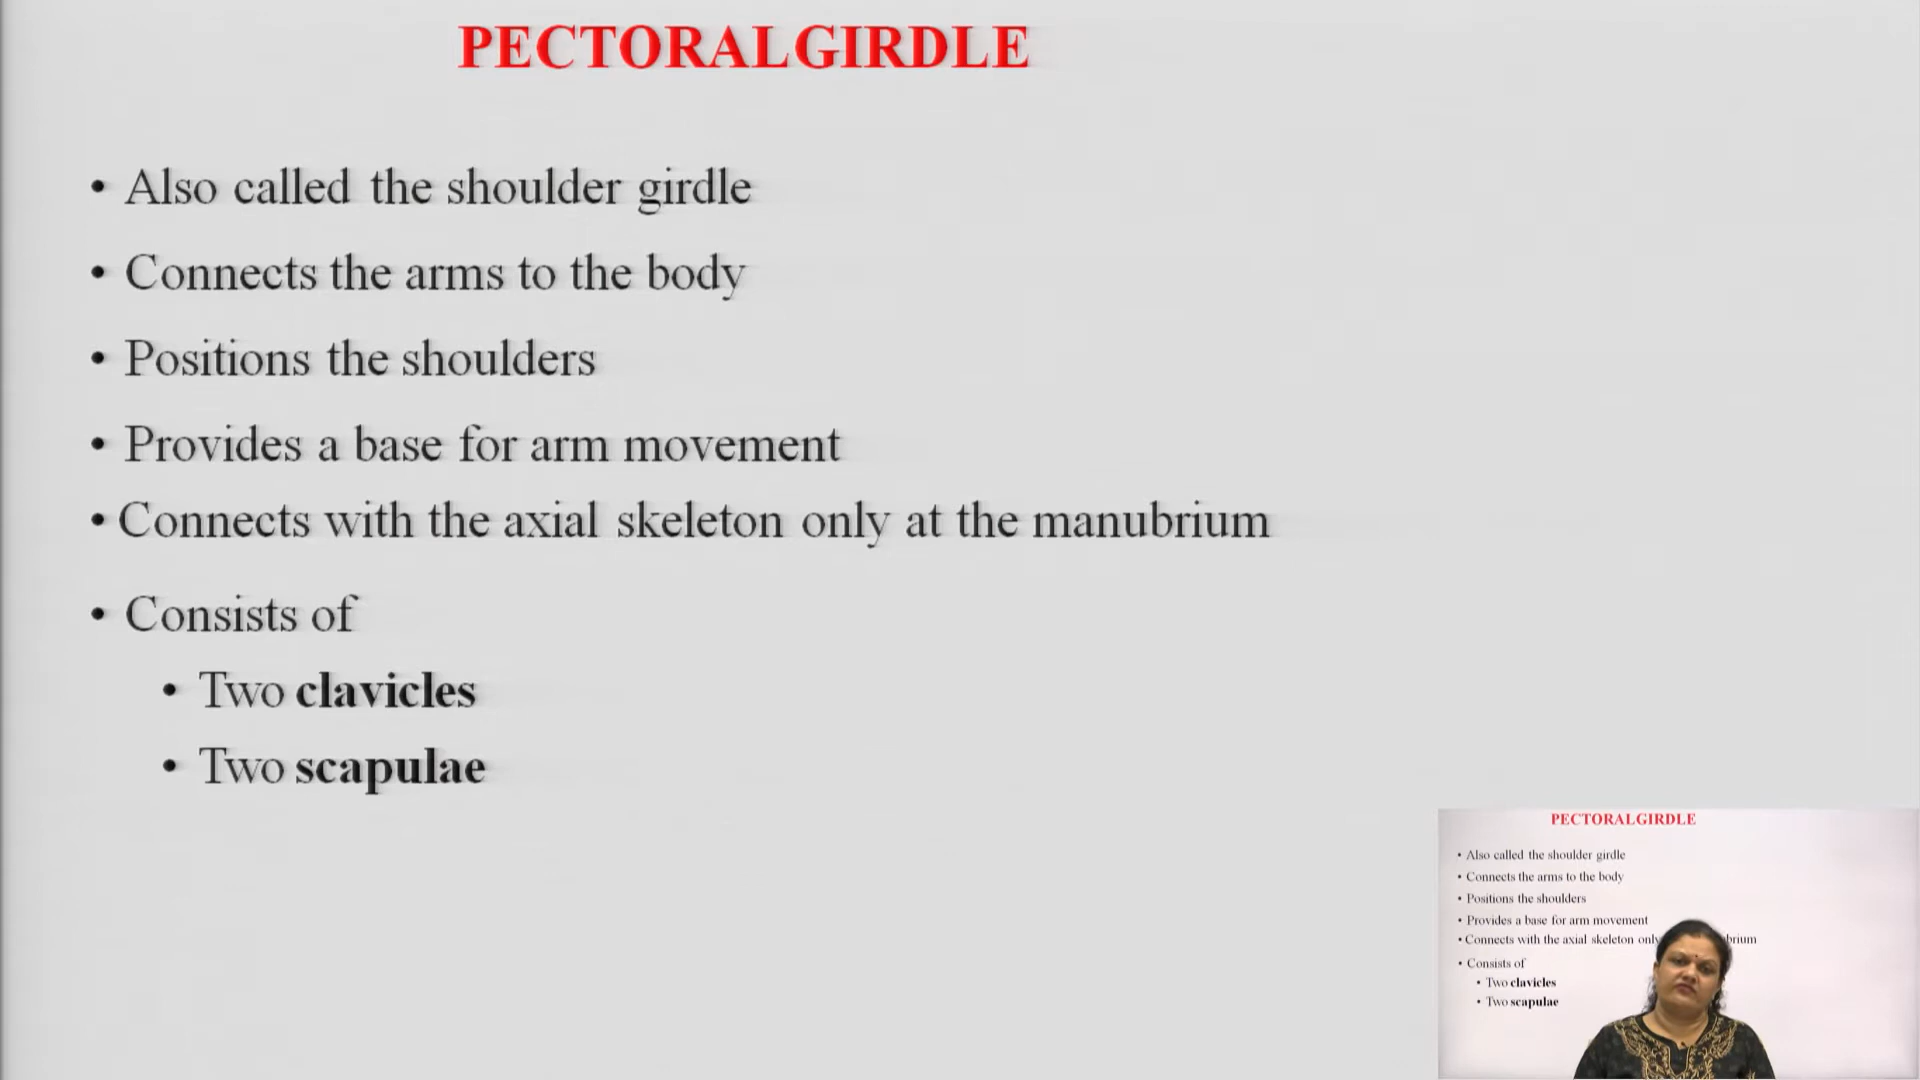 PECTORALGIRDLE
• Also called the shoulder girdle
• Connects the arms to the body
• Positions the shoulders
• Provides a base for arm movement
• Connects with the axial skeleton only at the manubrium
• Consists of
• Two clavicles
• Two scapulae
PECTORALGIRDLE
• Also called the shoulder girdle
• Connects the arms to the body
• Positions the shoulders
• Provides a base for arm movement
• Connects with the axial skeleton only brium
• Consists of
• Two clavicles
• Two scapulae